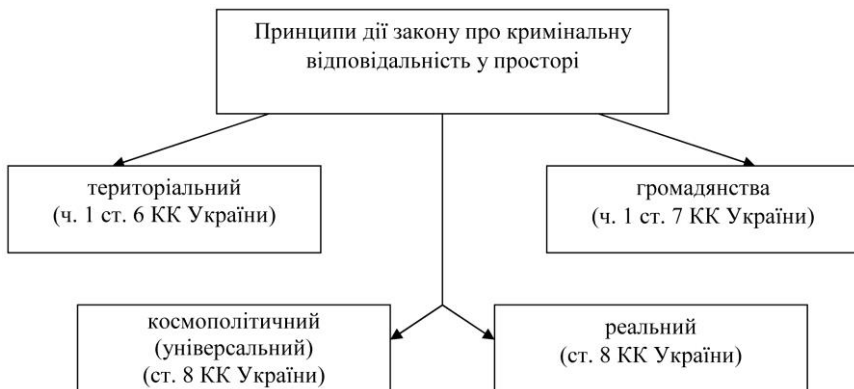 Принципи дії закону про кримінальну
відповідальність у просторі
територіальний
(ч. 1 ст. 6 КК України)
громадянства
(ч. 1 ст. 7 КК України)
космополітичний
(універсальний)
(ст. 8 КК України)
реальний
(ст. 8 КК України)